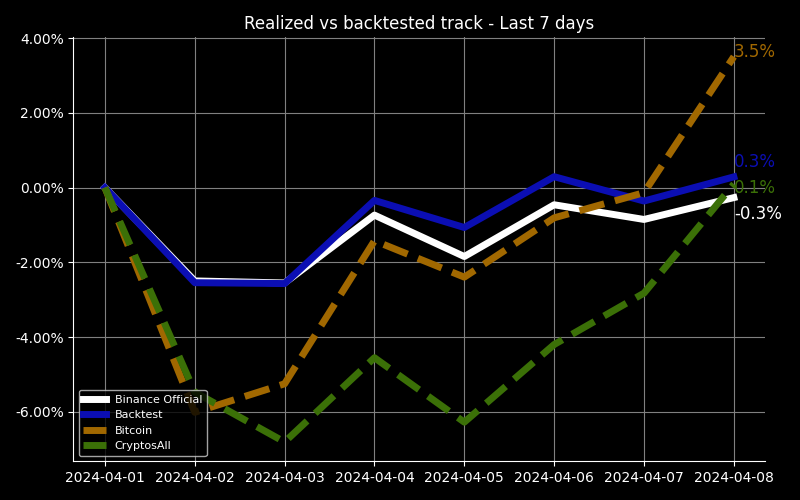 Realized vs backtested track - Last 7 days
4.00%
2.00%
0.00%
-2.00%
-4.00%
-6.00%
3.5%
0.3%
0.1%
-0.3%
Binance Official
Backtest
Bitcoin
CryptosAll
2024-04-01 2024-04-02 2024-04-03 2024-04-04 2024-04-05 2024-04-06 2024-04-07 2024-04-08